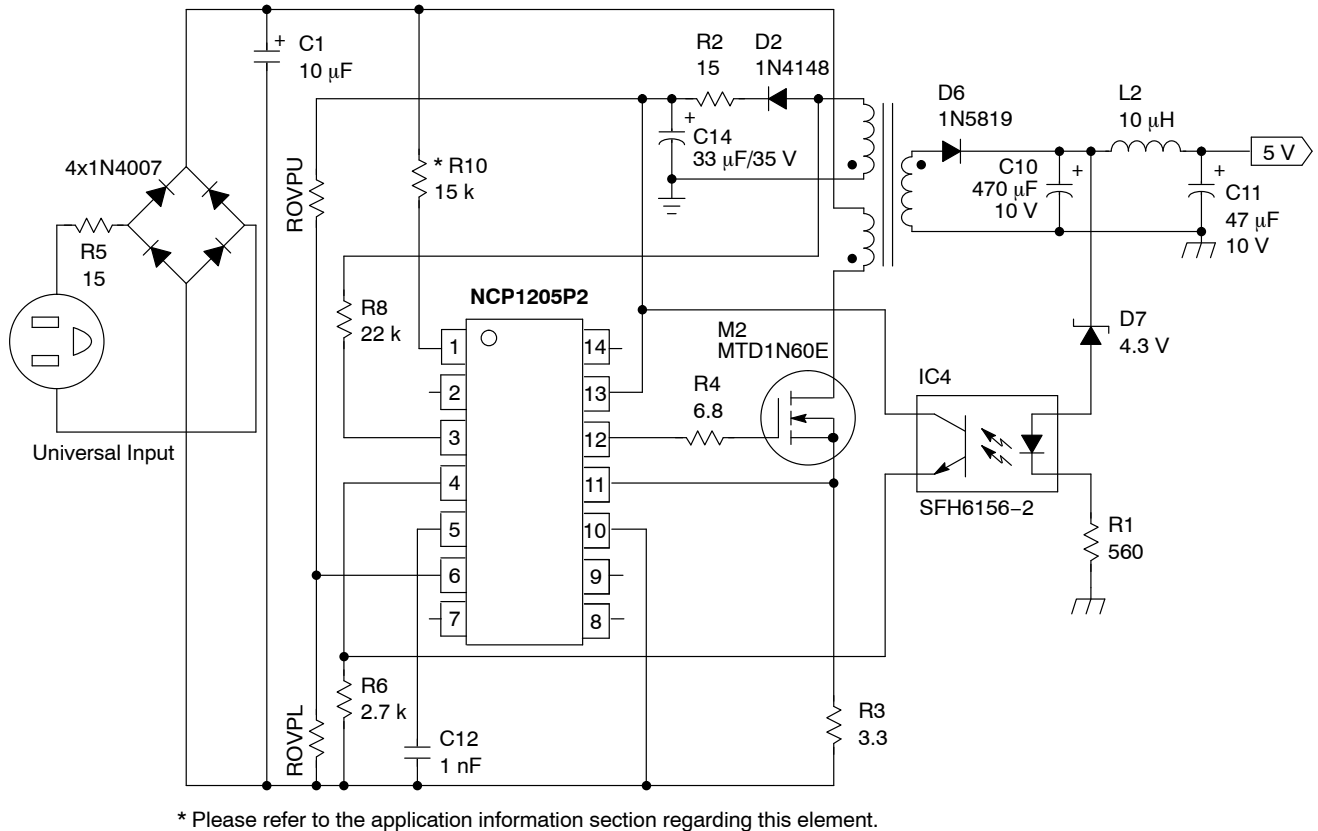 C1
10 µF
R2
15
D2
1N4148
D6
1N5819
L2
10 µH
+
+
C14
33 µF/35 V
C10
470 µF
10 V
+
+
C11
47 µF
10 V
5 V
4x1N4007
* R10
15 k
ROVPU
R5
15
R8
22 k
NCP1205P2
M2
MTD1N60E
D7
4.3 V
R4
6.8
IC4
Universal Input
1
2
3
4
5
6
7
14
13
12
11
10
9
8
SFH6156−2
R1
560
R6
2.7 k
R3
3.3
ROVPL
C12
1 nF
* Please refer to the application information section regarding this element.